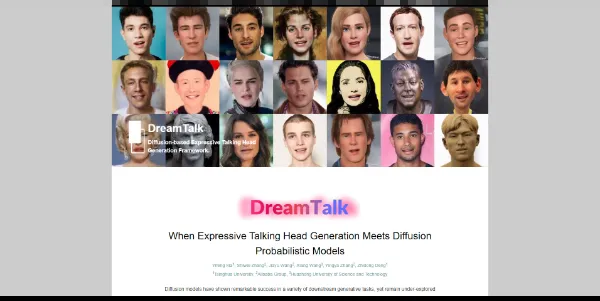 DreamTalk
Diffusion-based Expressive Talking Head
Generation Framework.
DreamTalk
When Expressive Talking Head Generation Meets Diffusion
Probabilistic Models
Diffusion models have shown remarkable success in a variety of downstream generative tasks, yet remain under-explored